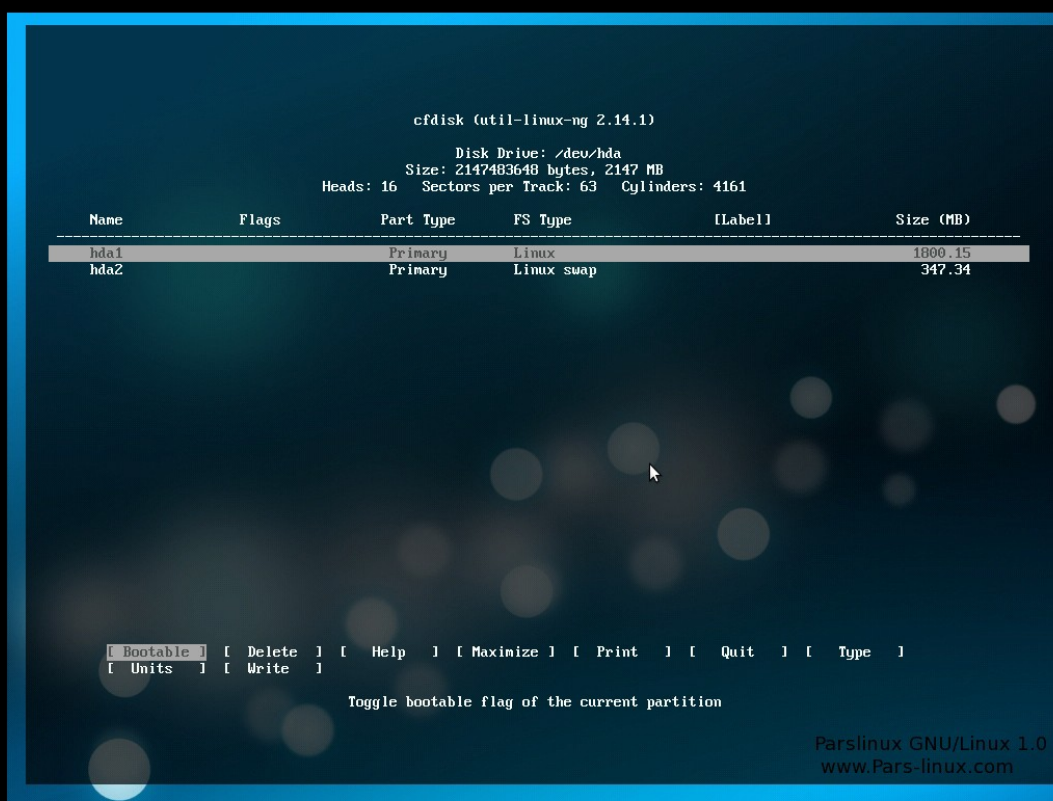 cfdisk (util-linux-ng 2.14.1)
Disk Drive: /dev/hda
Size: 2147483648 bytes, 2147 MB
Heads: 16   Sectors per Track: 63   Cylinders: 4161
Name   Flags   Part Type   FS Type   [Label]   Size (MB)
hda1   Primary   Linux   1800.15
hda2   Primary   Linux swap   347.34
[ Bootable ]  [  Delete  ]  [   Help   ]  [ Maximize ]  [  Print   ]  [   Quit   ]  [   Type   ]
[  Units   ]  [  Write   ]
Toggle bootable flag of the current partition
Parslinux GNU/Linux 1.0
www.Pars-linux.com